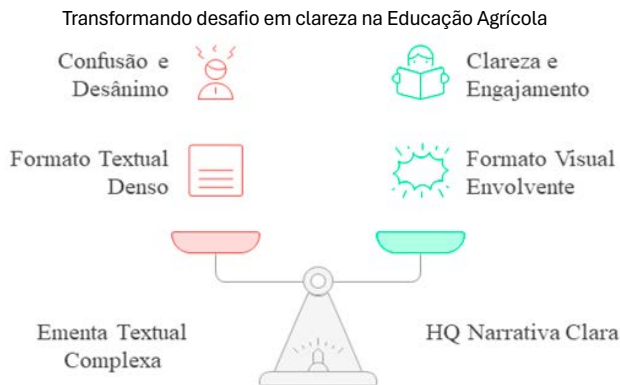 Transformando desafio em clareza na Educação Agrícola
Confusão e
Desânimo
Clareza e
Engajamento
Formato Textual
Denso
Formato Visual
Envolvente
Ementa Textual
Complexa
HQ Narrativa Clara